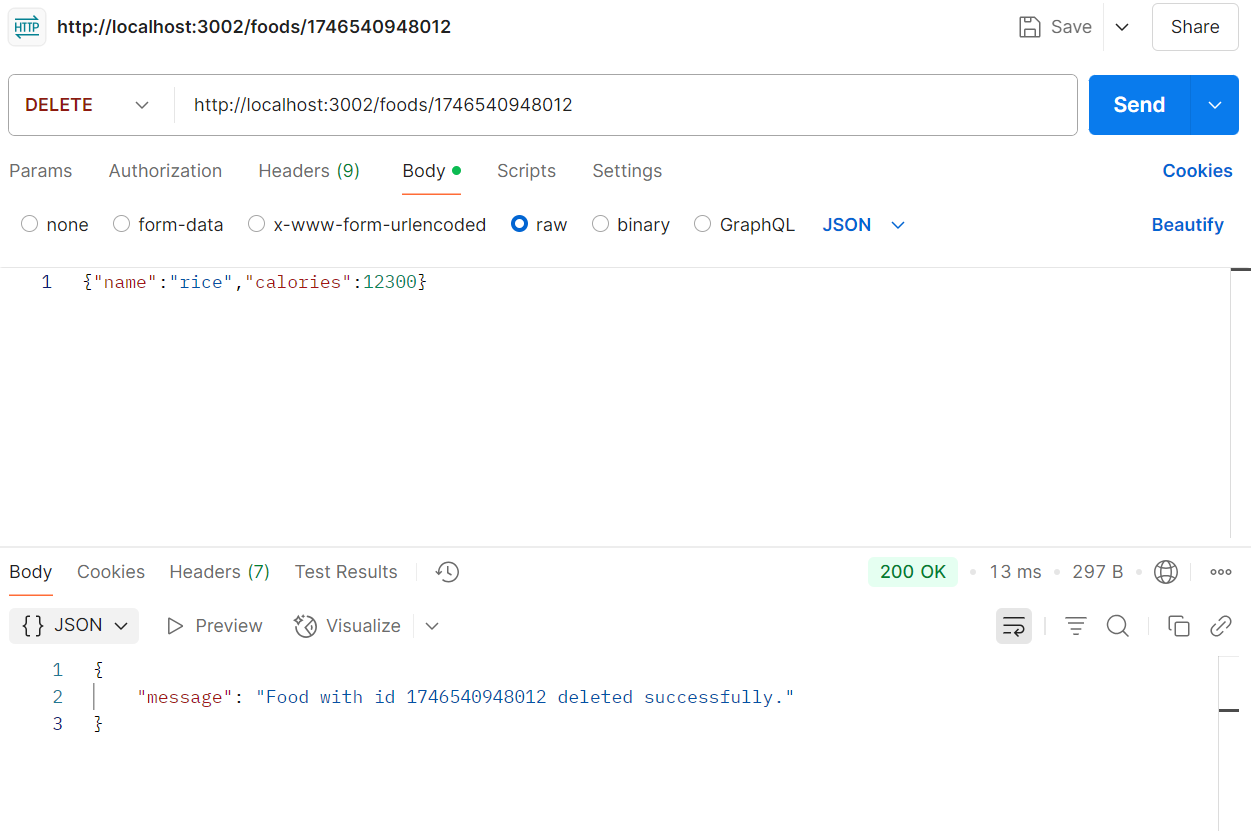 HTTP http://localhost:3002/foods/1746540948012 Save Share
DELETE http://localhost:3002/foods/1746540948012 Send
Params Authorization Headers (9) Body Scripts Settings Cookies
none form-data x-www-form-urlencoded raw binary GraphQL JSON Beautify
1 {"name":"rice","calories":12300}
Body Cookies Headers (7) Test Results 200 OK 13 ms 297 B
{} JSON Preview Visualize
1 {
2 "message": "Food with id 1746540948012 deleted successfully."
3 }